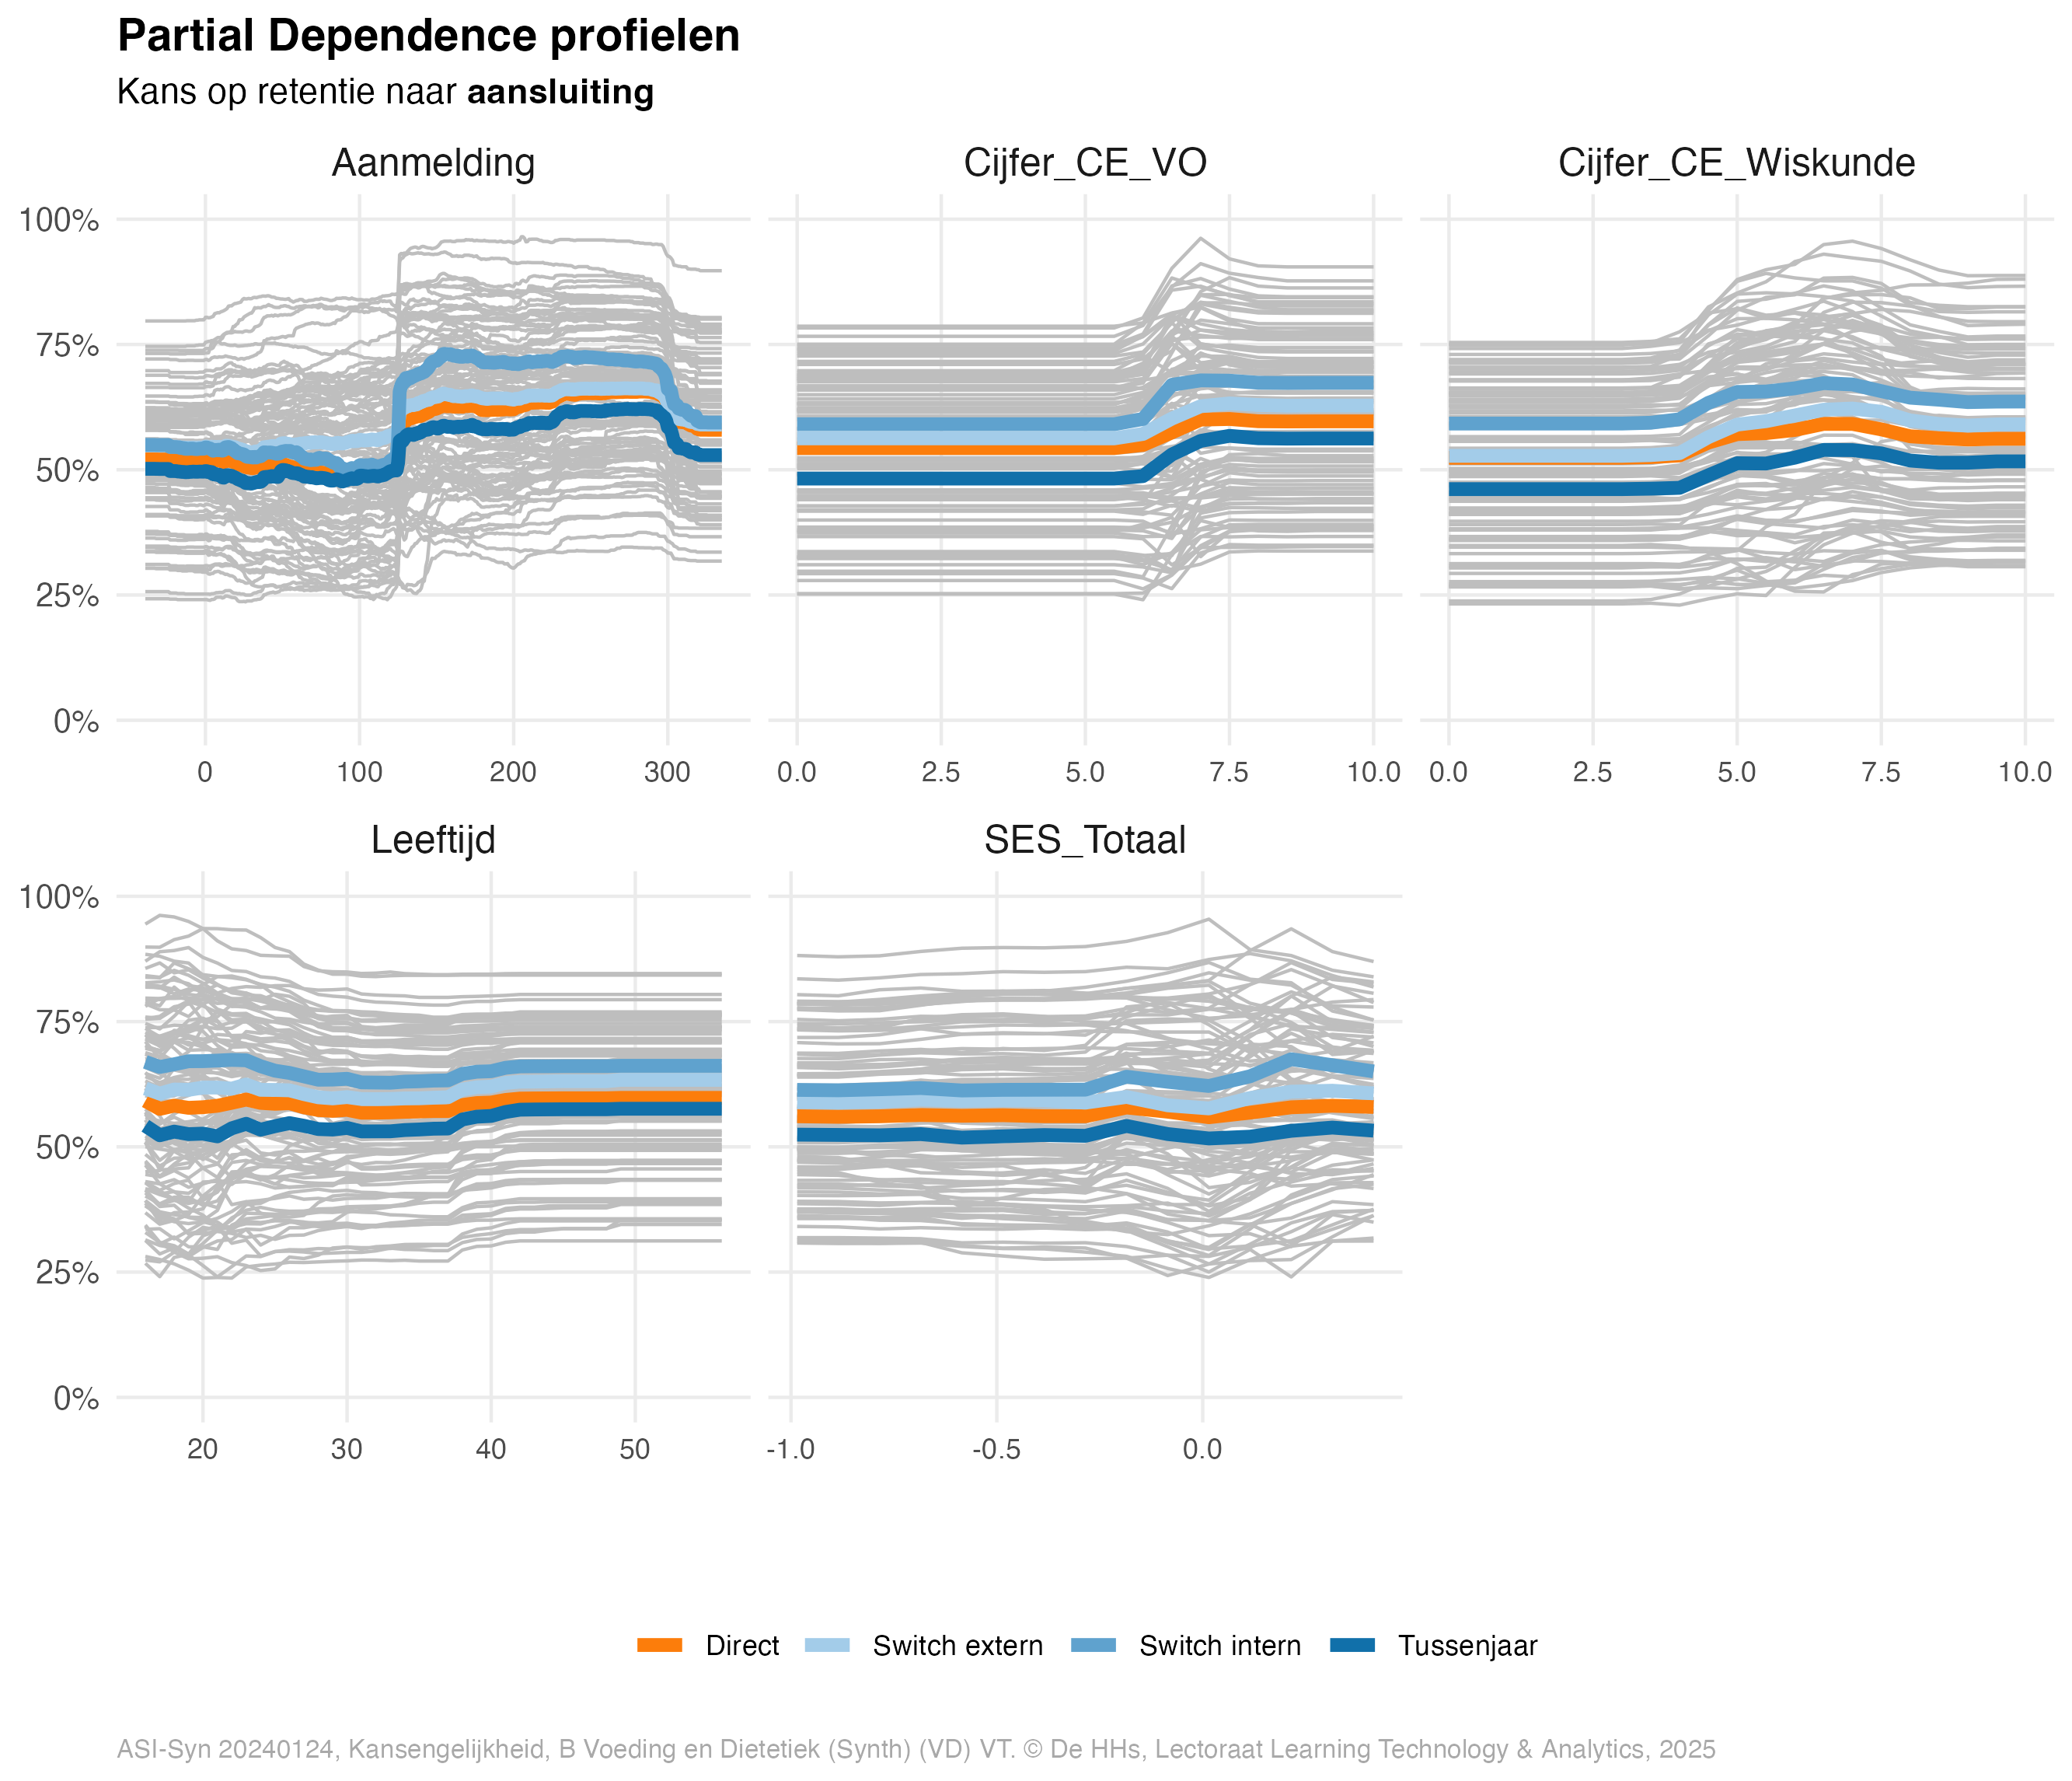 Partial Dependence profielen
Kans op retentie naar aansluiting
Aanmelding
Cijfer_CE_VO
Cijfer_CE_Wiskunde
100%
75%
50%
25%
0%
0 100 200 300
0.0 2.5 5.0 7.5 10.0
0.0 2.5 5.0 7.5 10.0
Leeftijd
SES_Totaal
100%
75%
50%
25%
0%
20 30 40 50
-1.0 -0.5 0.0
Direct Switch extern Switch intern Tussenjaar
ASI-Syn 20240124, Kansengelijkheid, B Voeding en Dietetiek (Synth) (VD) VT. © De HHs, Lectoraat Learning Technology & Analytics, 2025